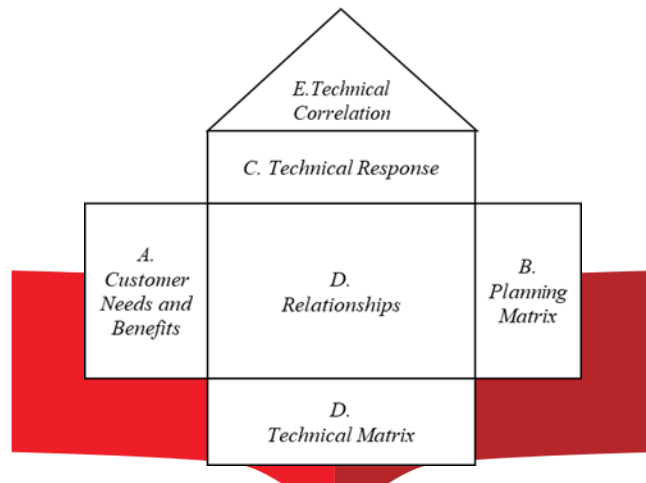 E.Technical
Correlation
C. Technical Response
A.
Customer
Needs and
Benefits
D.
Relationships
B.
Planning
Matrix
D.
Technical Matrix